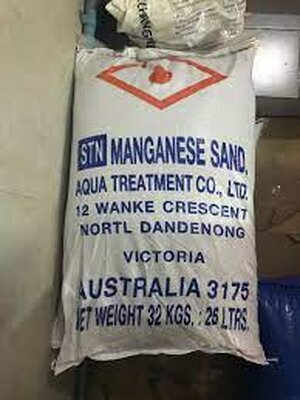 STN MANGANESE SAND.
AQUA TREATMENT CO., LTD.
12 WANKE CRESCENT
NORTL DANDENONG
VICTORIA
AUSTRALIA 3175
NET WEIGHT 32 KGS. : 26 LTRS.